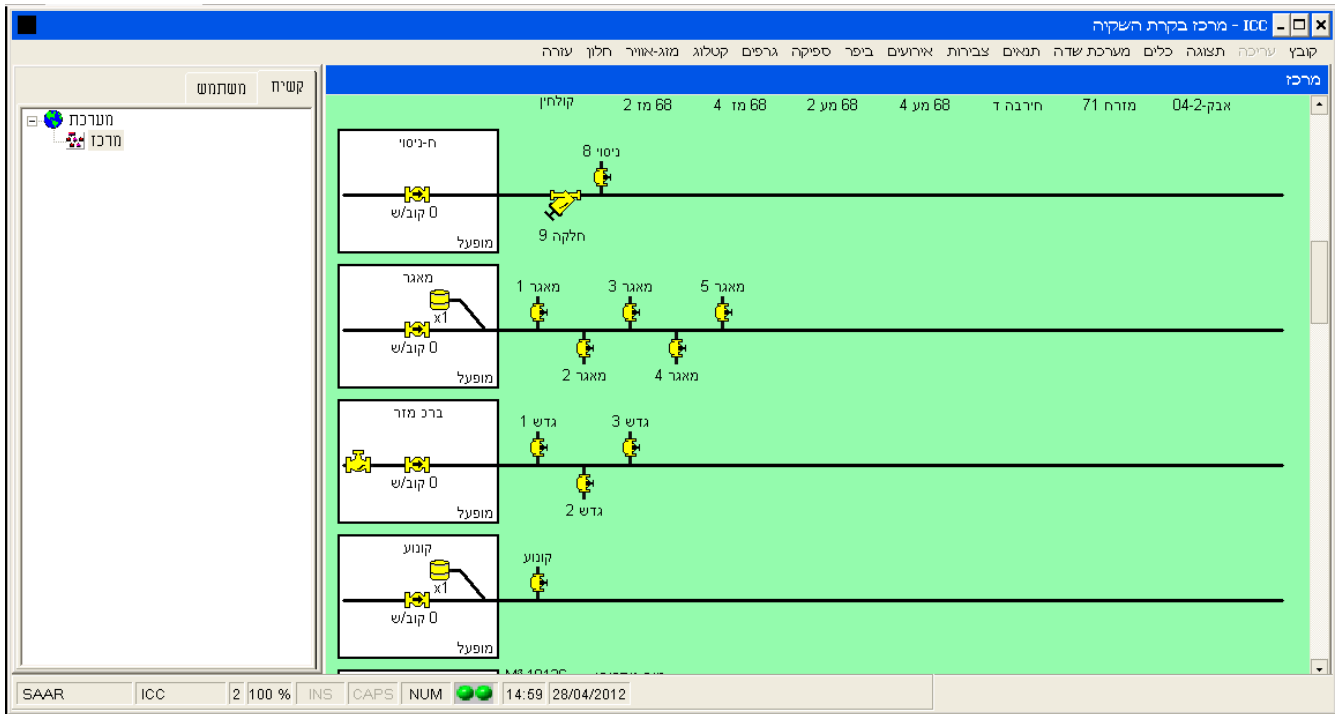 ICC - מרכז בקרת השקיה
קובץ עריכה תצוגה כלים מערכת שדה תנאים צבירות אירועים ביפר ספיקה גרפים קטלוג מזג-אוויר חלון עזרה
קשיח משתמש
מערכת
מרכז
מרכז
אבק-04-2 מזרח 71 חירבה ד 68 מע 4 68 מע 2 68 מז 4 68 מז 2 קולחין
ח-ניסוי
ניסוי 8
0 קוב/ש
חלקה 9
מופעל
מאגר
מאגר 1 מאגר 3 מאגר 5
x1
0 קוב/ש
מאגר 2 מאגר 4
מופעל
ברכ מזר
גדש 1 גדש 3
0 קוב/ש
גדש 2
מופעל
קונוע
קונוע
x1
0 קוב/ש
מופעל
SAAR ICC 2 100 % INS CAPS NUM 14:59 28/04/2012